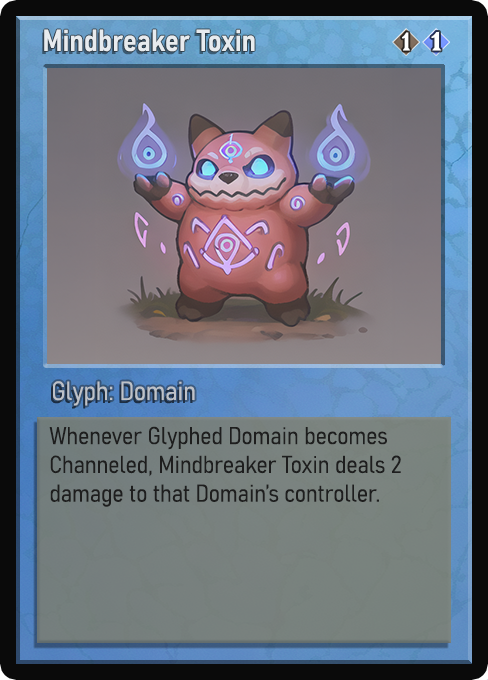 Mindbreaker Toxin 1 1
Glyph: Domain
Whenever Glyphed Domain becomes
Channeled, Mindbreaker Toxin deals 2
damage to that Domain's controller.